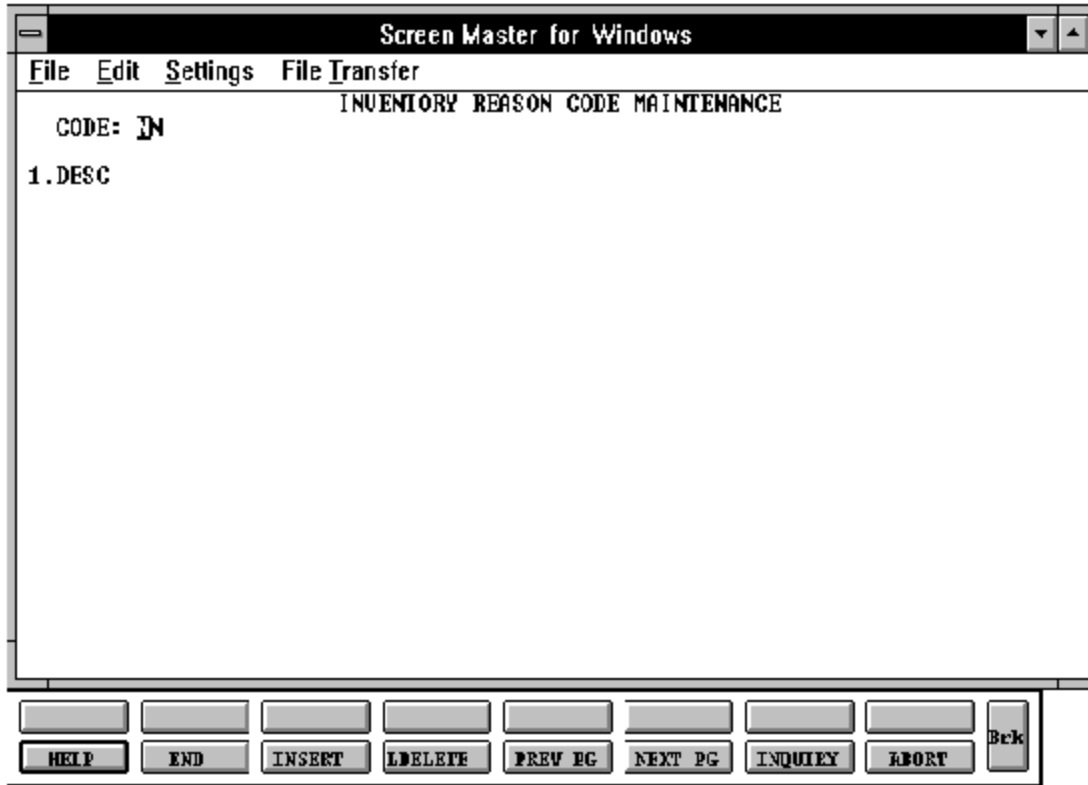 Screen Master for Windows
File Edit Settings File Transfer
INVENTORY REASON CODE MAINTENANCE
CODE: NN
1.DESC
Brk
HELP END INSERT LDELETE PREV PG NEXT PG INQUIRY ABORT